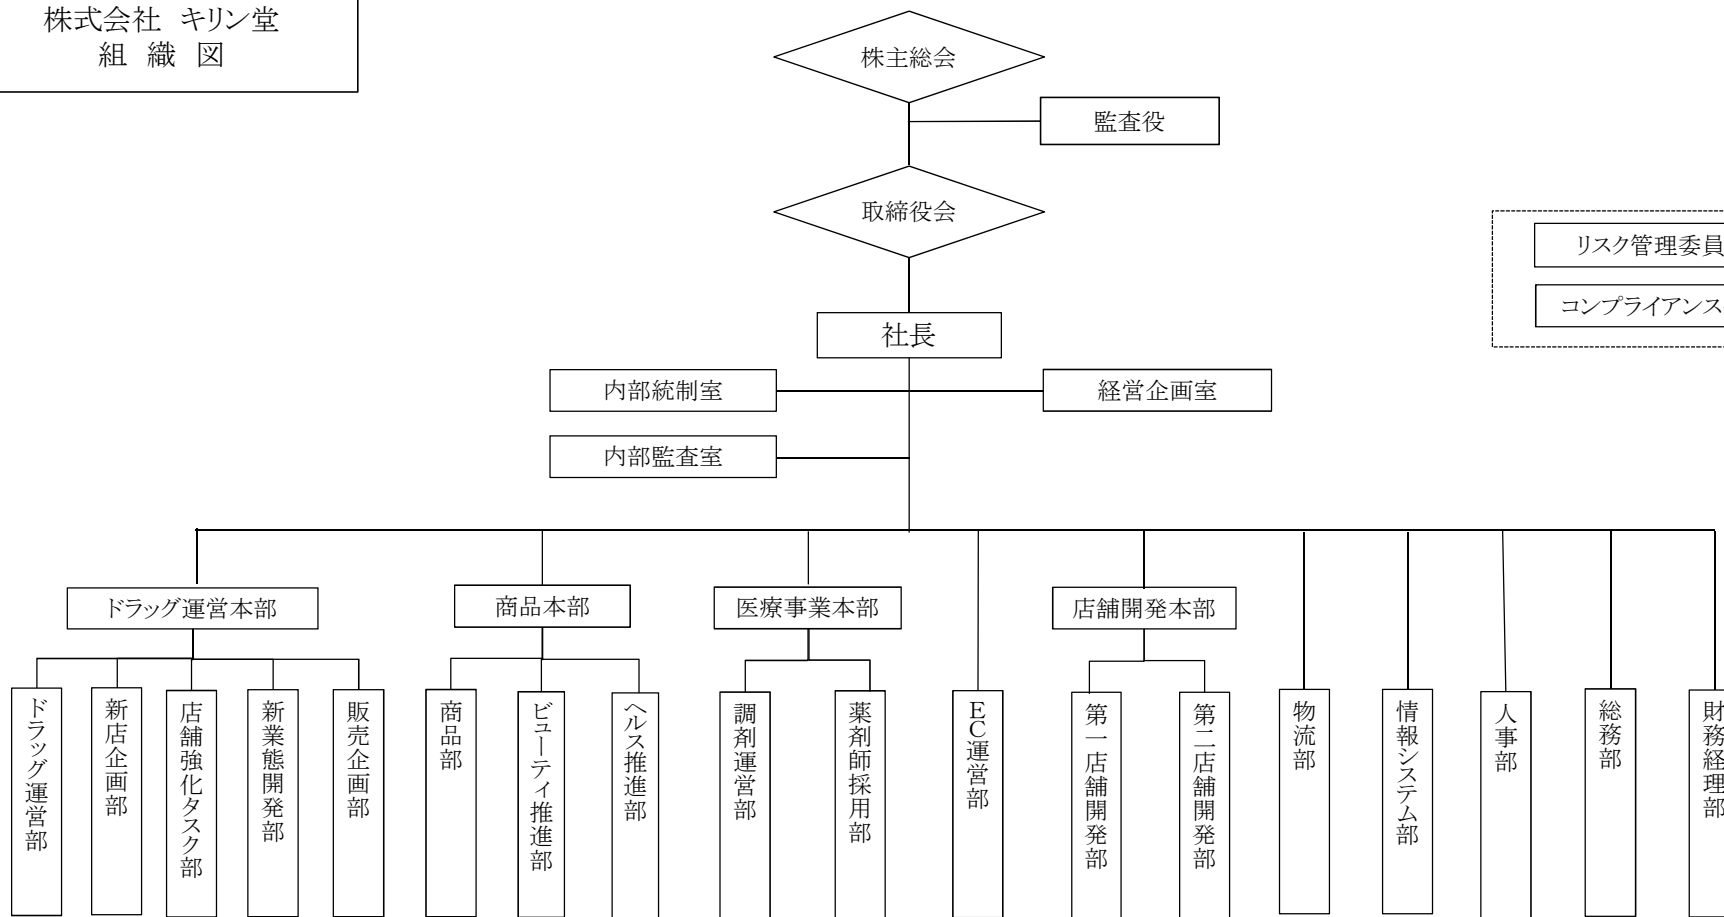 株式会社 キリン堂
組 織 図
株主総会
監査役
取締役会
リスク管理委員
コンプライアンス
社長
内部統制室
経営企画室
内部監査室
ドラッグ運営本部
商品本部
医療事業本部
店舗開発本部
ドラッグ運営部
新店企画部
店舗強化タスク部
新業態開発部
販売企画部
商品部
ビューティ推進部
ヘルス推進部
調剤運営部
薬剤師採用部
EC運営部
第一店舗開発部
第二店舗開発部
物流部
情報システム部
人事部
総務部
財務経理部